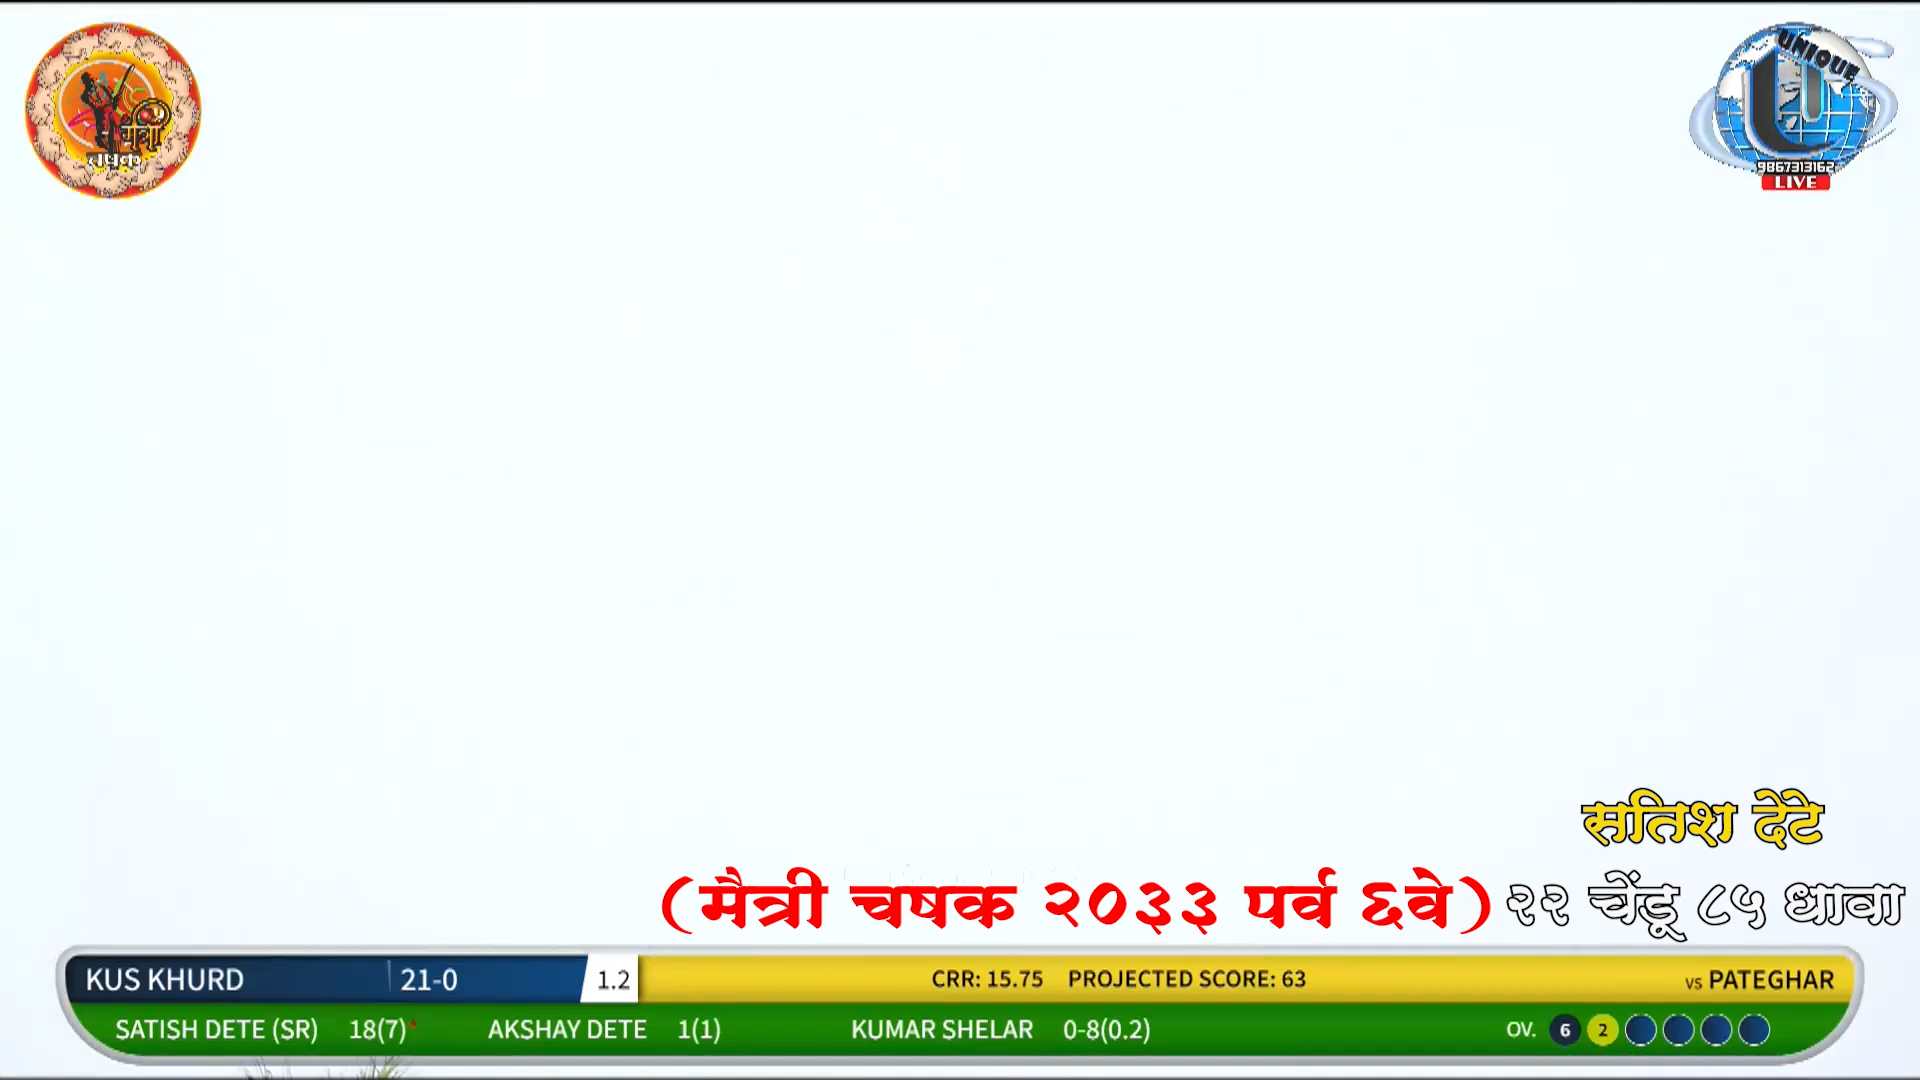 मैत्री
चषक
UNIQUE
9867313162
LIVE
सतिश देटे
(मैत्री चषक २०३३ पर्व ६वे) २२ चेंडू ८५ धावा
KUS KHURD 21-0 1.2 CRR: 15.75 PROJECTED SCORE: 63 vs PATEGHAR
SATISH DETE (SR) 18(7)* AKSHAY DETE 1(1) KUMAR SHELAR 0-8(0.2) OV. 6 2